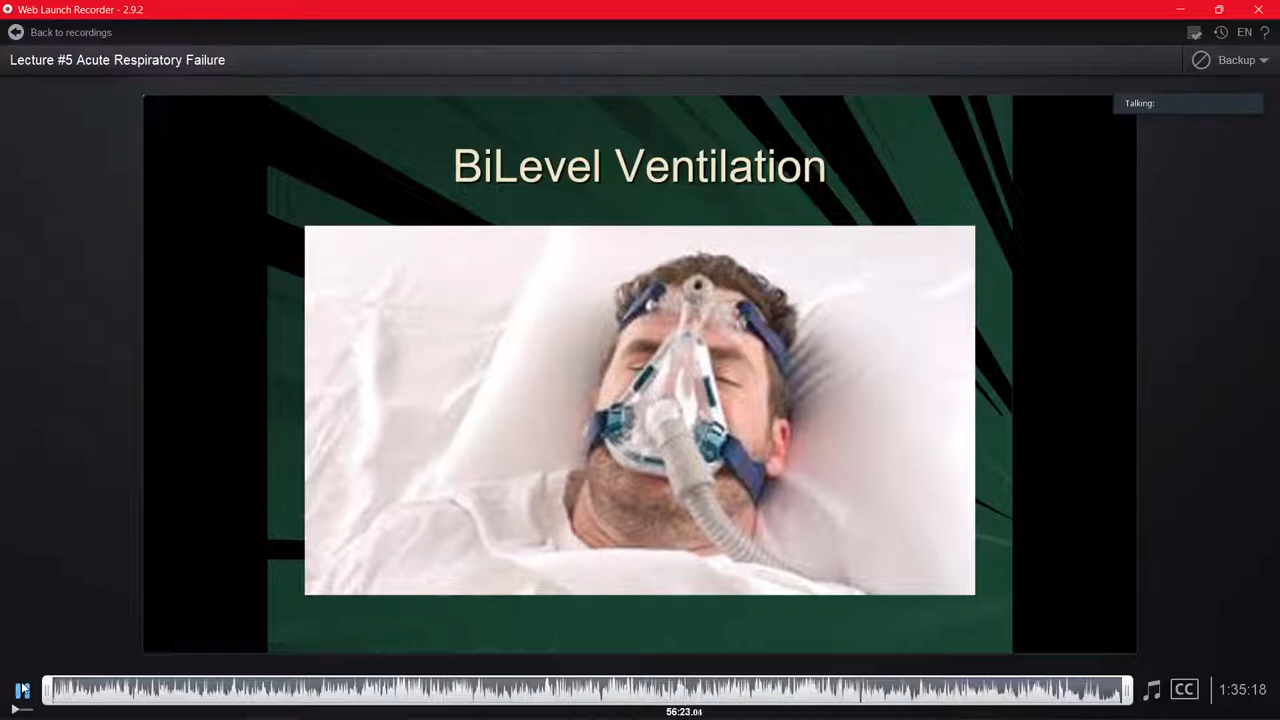 Web Launch Recorder - 2.9.2
Back to recordings
EN ?
Lecture #5 Acute Respiratory Failure
Backup
Talking:
BiLevel Ventilation
CC
1:35:18
56:23.04